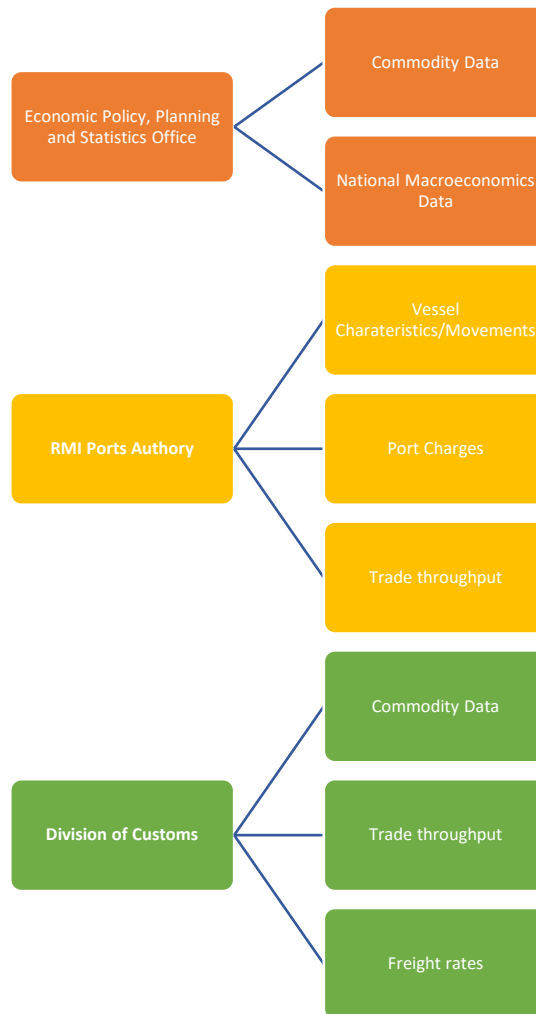 Commodity Data
Economic Policy, Planning
and Statistics Office
National Macroeconomics
Data
Vessel
Charateristics/Movements
RMI Ports Authory
Port Charges
Trade throughput
Commodity Data
Division of Customs
Trade throughput
Freight rates